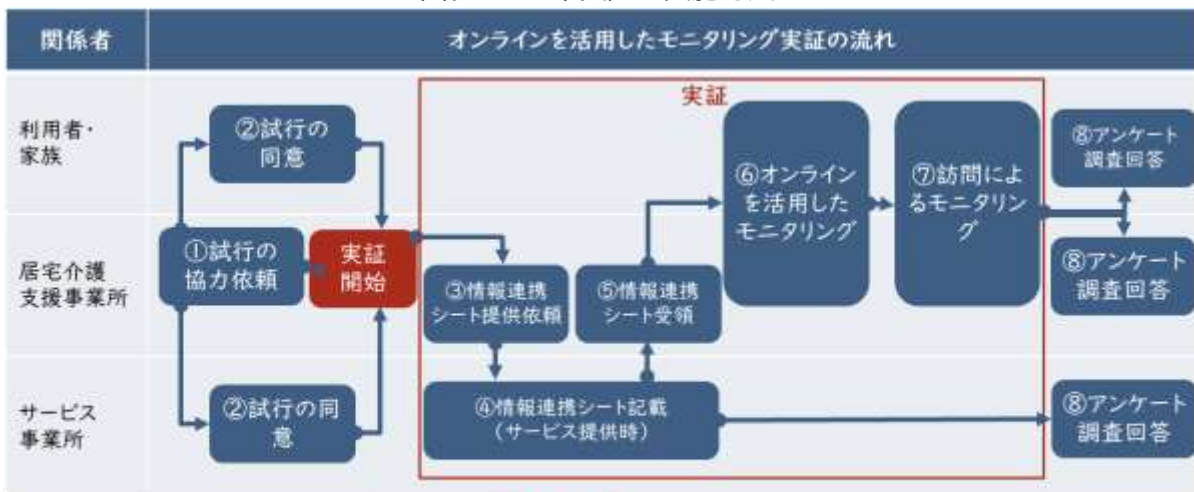 関係者
オンラインを活用したモニタリング実証の流れ
実証
利用者・
家族
②試行の
同意
⑥オンライン
を活用した
モニタリング
⑦訪問によ
るモニタリン
グ
⑧アンケート
調査回答
居宅介護
支援事業所
①試行の
協力依頼
実証
開始
③情報連携
シート提供依頼
⑤情報連携
シート受領
⑧アンケート
調査回答
サービス
事業所
②試行の同
意
④情報連携シート記載
(サービス提供時)
⑧アンケート
調査回答